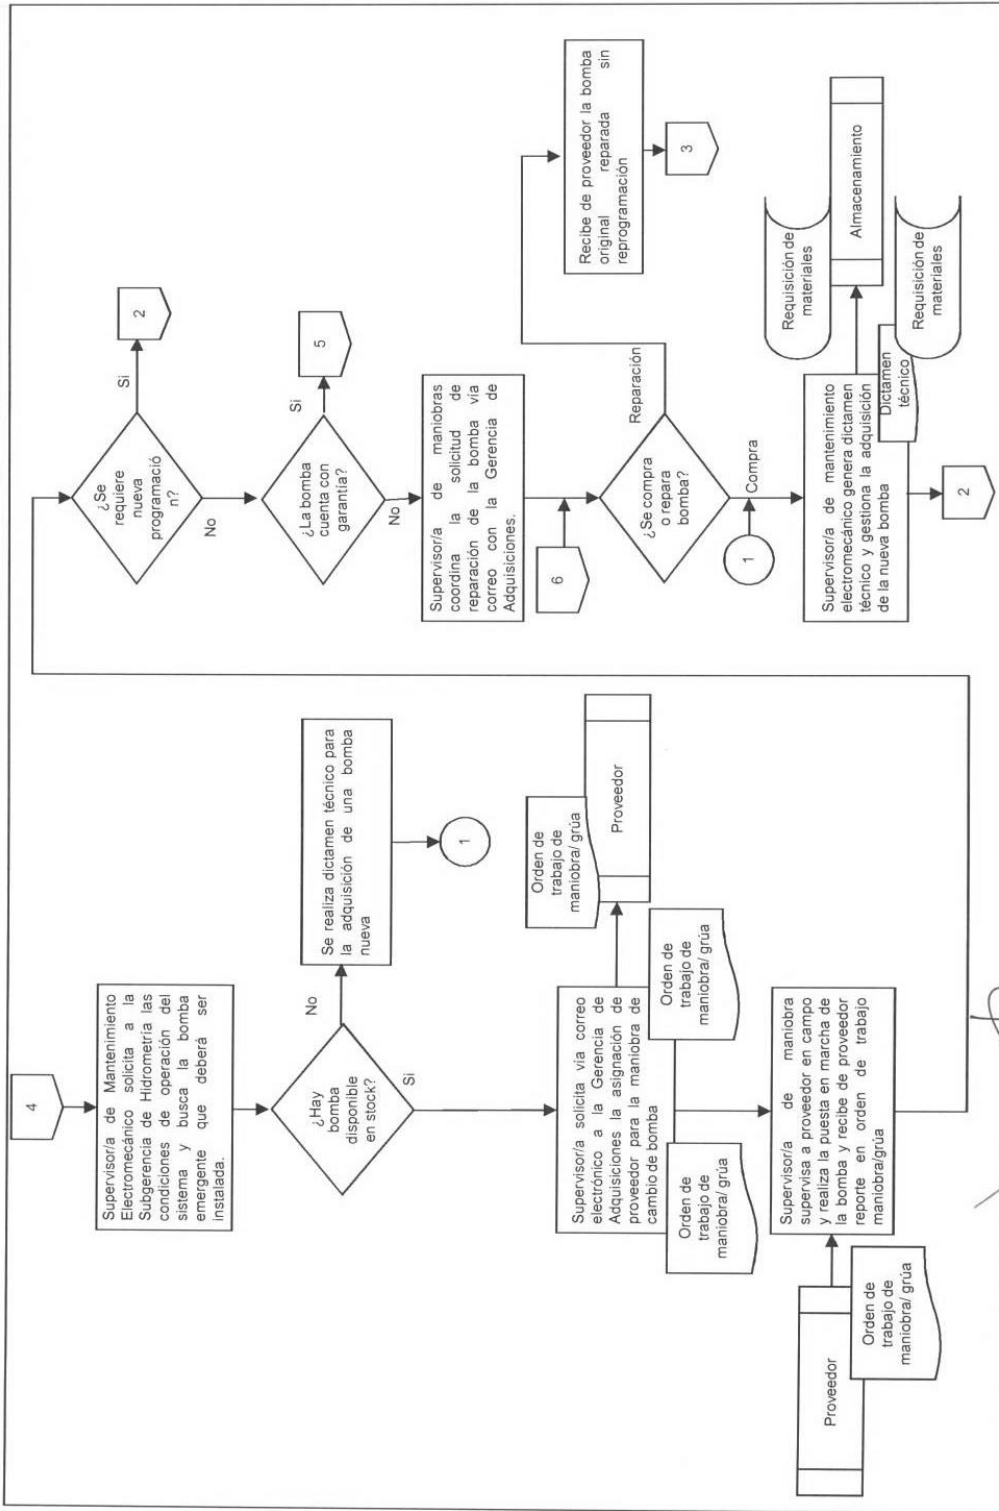 4
Supervisor/a de Mantenimiento
Electromecánico solicita a la
Subgerencia de Hidrometría las
condiciones de operación del
sistema y busca la bomba
emergente que deberá ser
instalada.
¿Hay
bomba
disponible
en stock?
No
Si
Se realiza dictamen técnico para
la adquisición de una bomba
nueva
1
Supervisor/a solicita vía correo
electrónico a la Gerencia de
Adquisiciones la asignación de
proveedor para la maniobra de
cambio de bomba
Orden de
trabajo de
maniobra/ grúa
Proveedor
Orden de
trabajo de
maniobra/ grúa
Orden de
trabajo de
maniobra/ grúa
Supervisor/a de maniobra
supervisa a proveedor en campo
y realiza la puesta en marcha de
la bomba y recibe de proveedor
reporte en orden de trabajo
maniobra/grúa
Proveedor
Orden de
trabajo de
maniobra/ grúa
¿Se
requiere
nueva
programació
n?
Si
2
No
¿La bomba
cuenta con
garantía?
Si
5
No
Supervisor/a de maniobras
coordina la solicitud de
reparación de la bomba vía
correo con la Gerencia de
Adquisiciones.
6
¿Se compra
o repara
bomba?
Reparación
Recibe de proveedor la bomba
original reparada sin
reprogramación
3
Compra
1
Supervisor/a de mantenimiento
electromecánico genera dictamen
técnico y gestiona la adquisición
de la nueva bomba
Dictamen
técnico
2
Requisición de
materiales
Almacenamiento
Requisición de
materiales